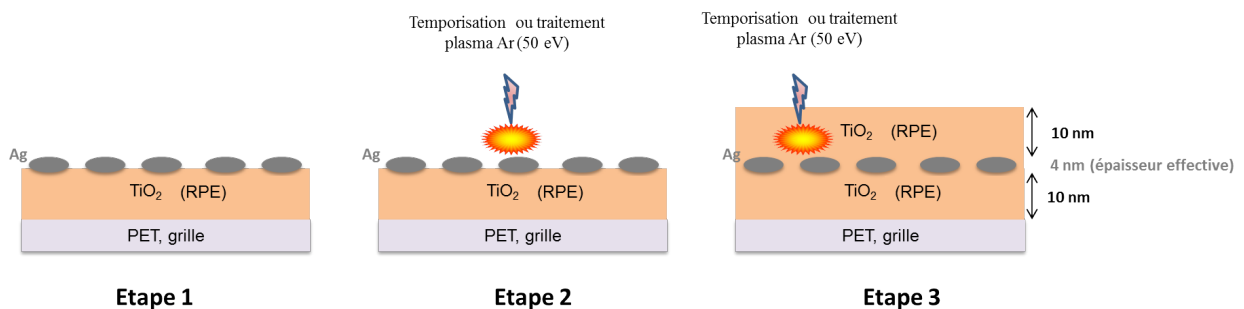 Temporisation ou traitement
plasma Ar (50 eV)
Temporisation ou traitement
plasma Ar (50 eV)
Ag
TiO2 (RPE)
PET, grille
Etape 1
Ag
TiO2 (RPE)
PET, grille
Etape 2
TiO2 (RPE)
10 nm
Ag
4 nm (épaisseur effective)
TiO2 (RPE)
10 nm
PET, grille
Etape 3